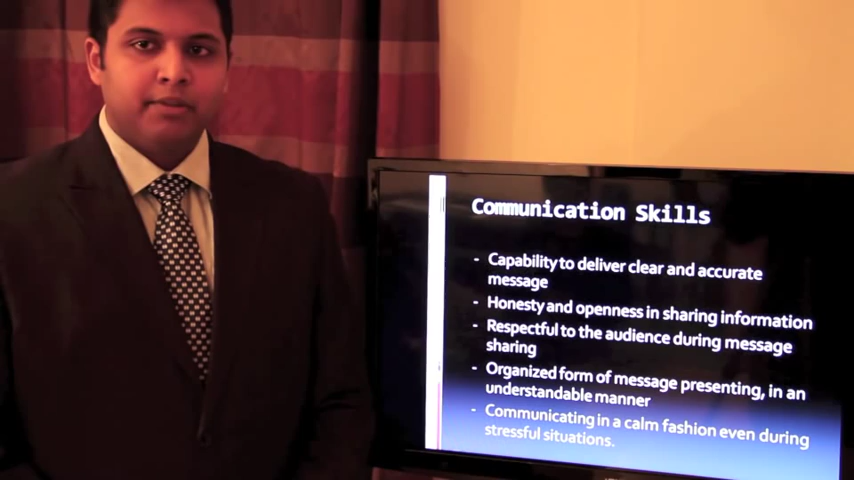 Communication Skills
- Capability to deliver clear and accurate
message
- Honesty and openness in sharing information
- Respectful to the audience during message
sharing
- Organized form of message presenting, in an
understandable manner
- Communicating in a calm fashion even during
stressful situations.